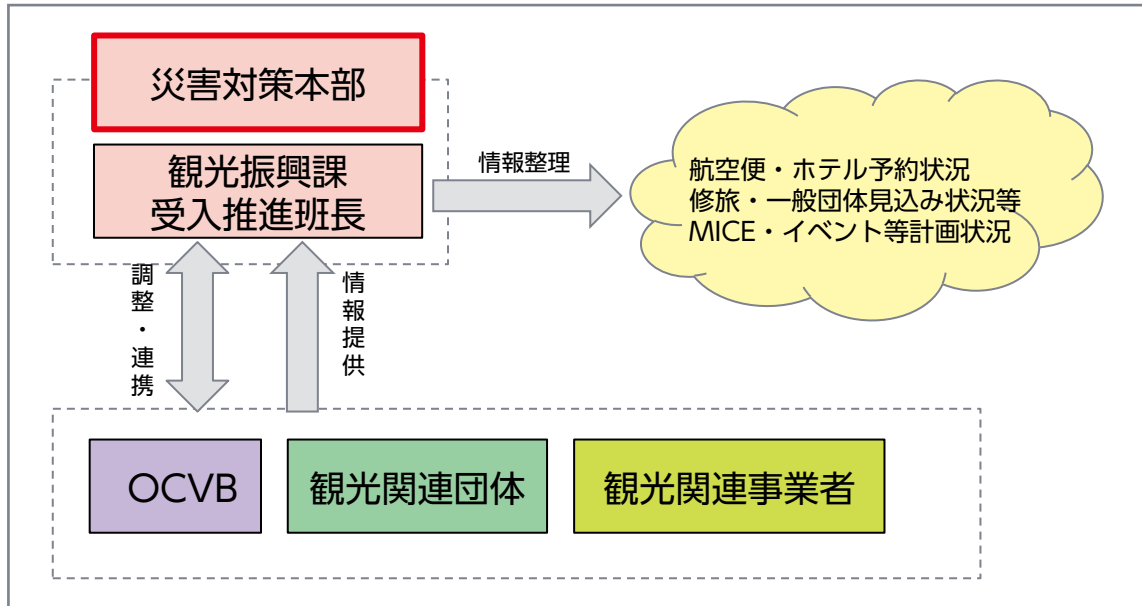 災害対策本部
観光振興課
受入推進班長
情報整理
航空便・ホテル予約状況
修旅・一般団体見込み状況等
MICE・イベント等計画状況
調整・連携
情報提供
OCVB
観光関連団体
観光関連事業者